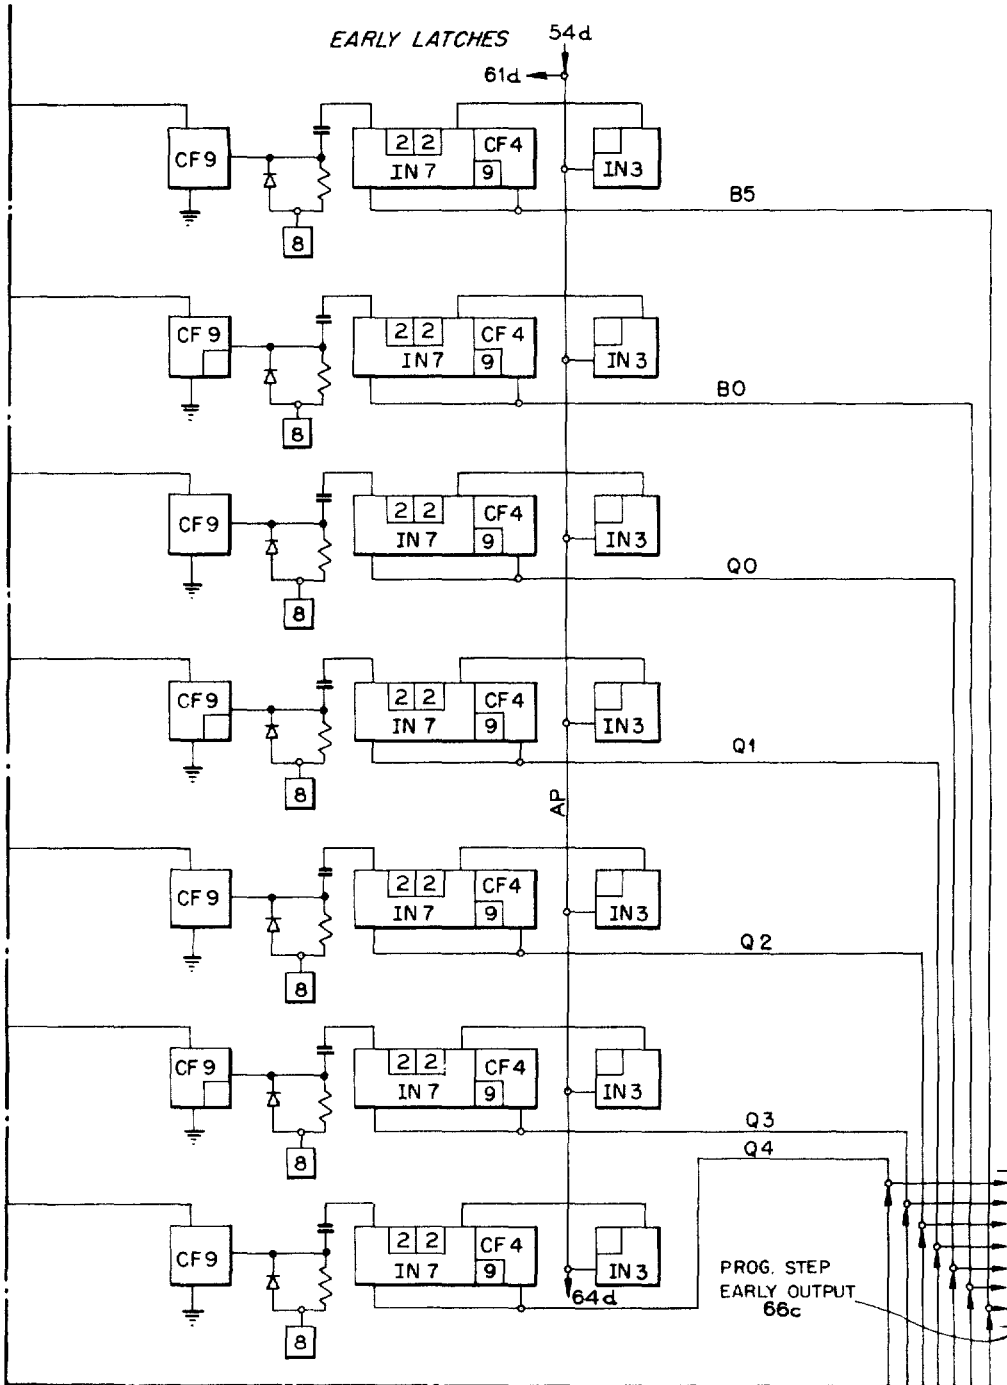 EARLY LATCHES 54d
61d
CF9 2 2 CF4
IN7 9 IN3
B5
8
CF9 2 2 CF4
IN7 9 IN3
B0
8
CF9 2 2 CF4
IN7 9 IN3
Q0
8
CF9 2 2 CF4
IN7 9 IN3
Q1
8
AP
CF9 2 2 CF4
IN7 9 IN3
Q2
8
CF9 2 2 CF4
IN7 9 IN3
Q3
Q4
8
CF9 2 2 CF4
IN7 9 IN3
64d
PROG. STEP
EARLY OUTPUT
66c
8